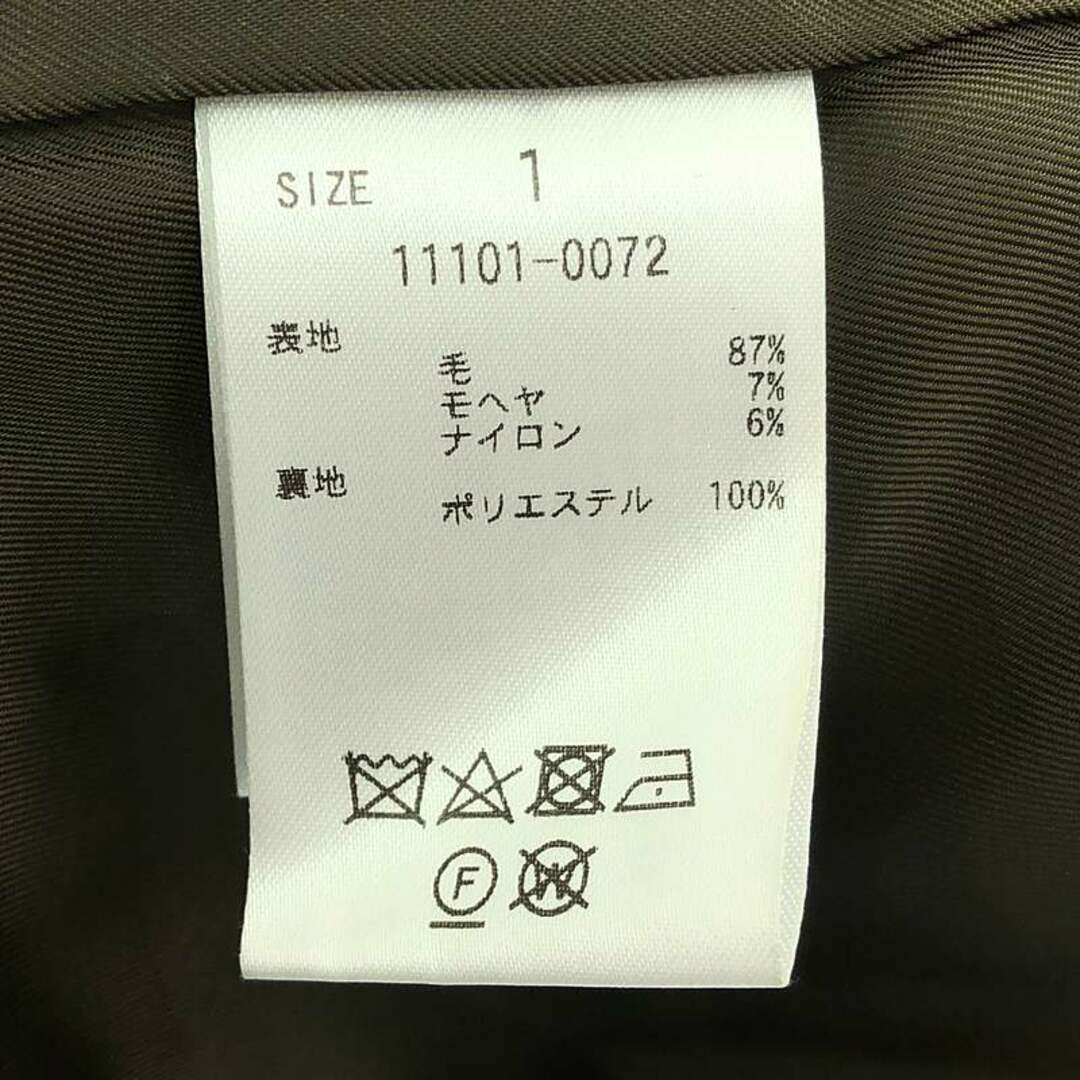 SIZE 1
11101-0072
表地
毛 87%
モヘヤ 7%
ナイロン 6%
裏地
ポリエステル 100%
F W